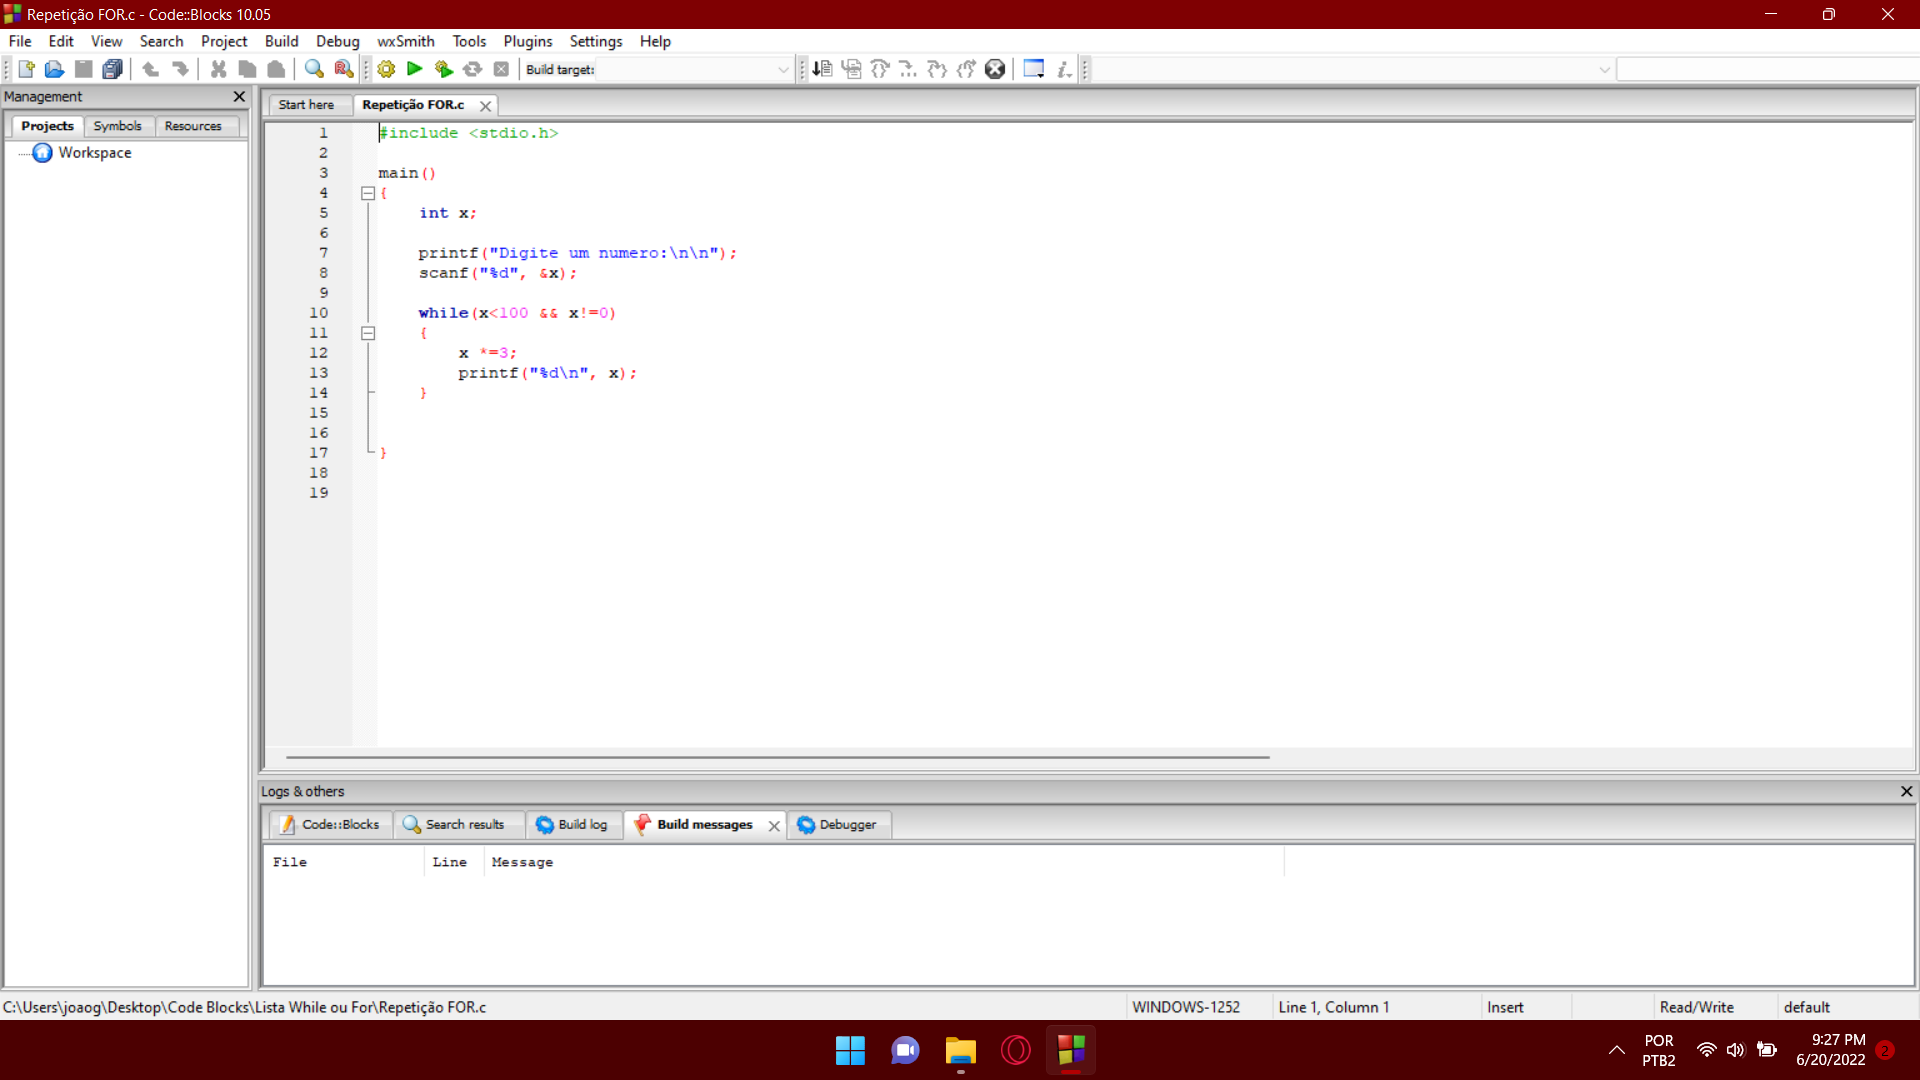 Repetição FOR.c - Code::Blocks 10.05
File Edit View Search Project Build Debug wxSmith Tools Plugins Settings Help
Build target:
Management
Projects Symbols Resources
Workspace
Start here Repetição FOR.c
1 #include <stdio.h>
2
3 main()
4 {
5 int x;
6
7 printf("Digite um numero:\n\n");
8 scanf("%d", &x);
9
10 while(x<100 && x!=0)
11 {
12 x *=3;
13 printf("%d\n", x);
14 }
15
16
17 }
18
19
Logs & others
Code::Blocks Search results Build log Build messages Debugger
File Line Message
C:\Users\joaog\Desktop\Code Blocks\Lista While ou For\Repetição FOR.c WINDOWS-1252 Line 1, Column 1 Insert Read/Write default
POR
PTB2
9:27 PM
6/20/2022
2